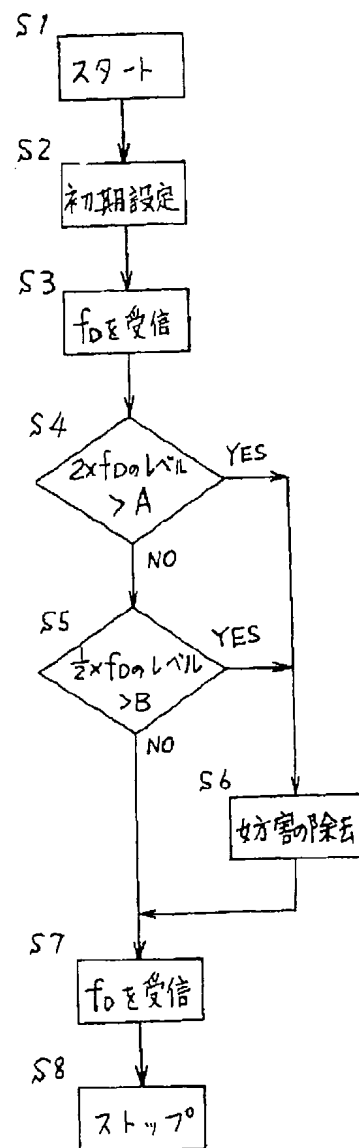 S1
スタート
S2
初期設定
S3
fDを受信
S4
2×fDのレベル
> A
YES
NO
S5
1/2×fDのレベル
>B
YES
NO
S6
妨害の除去
S7
fDを受信
S8
ストップ